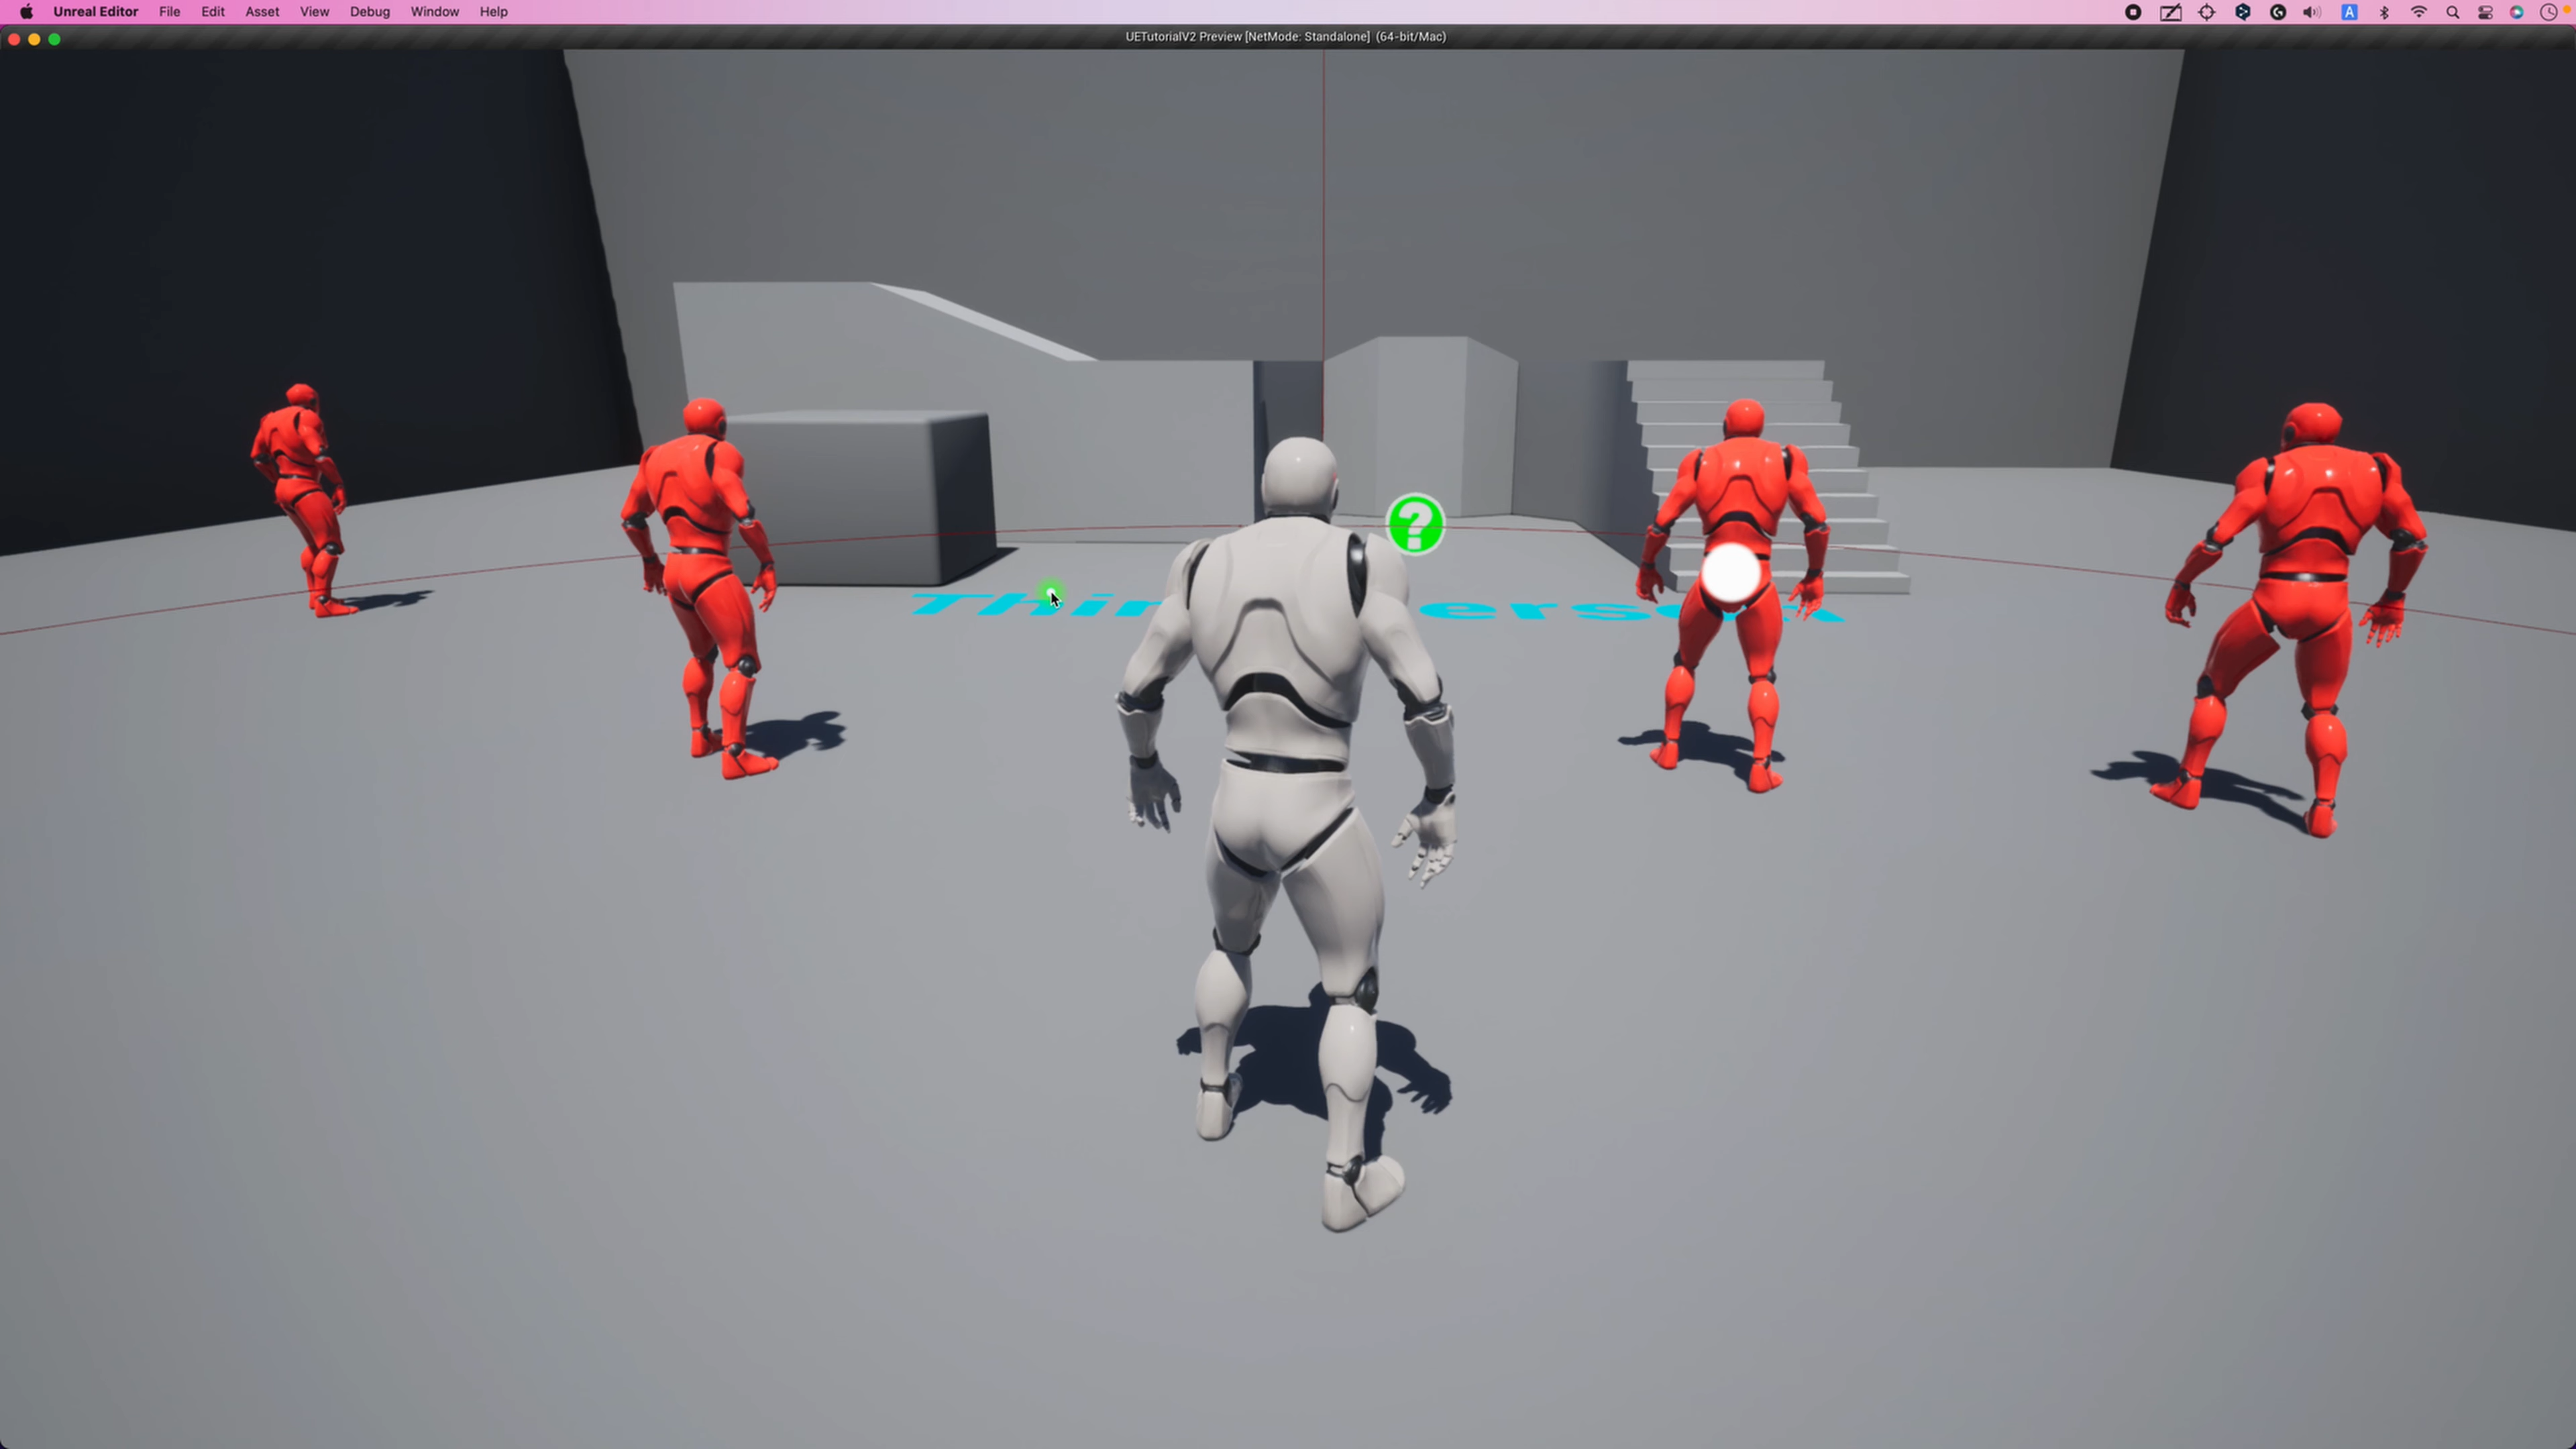 Unreal Editor File Edit Asset View Debug Window Help A
UETutorialV2 Preview [NetMode: Standalone] (64-bit/Mac)
?